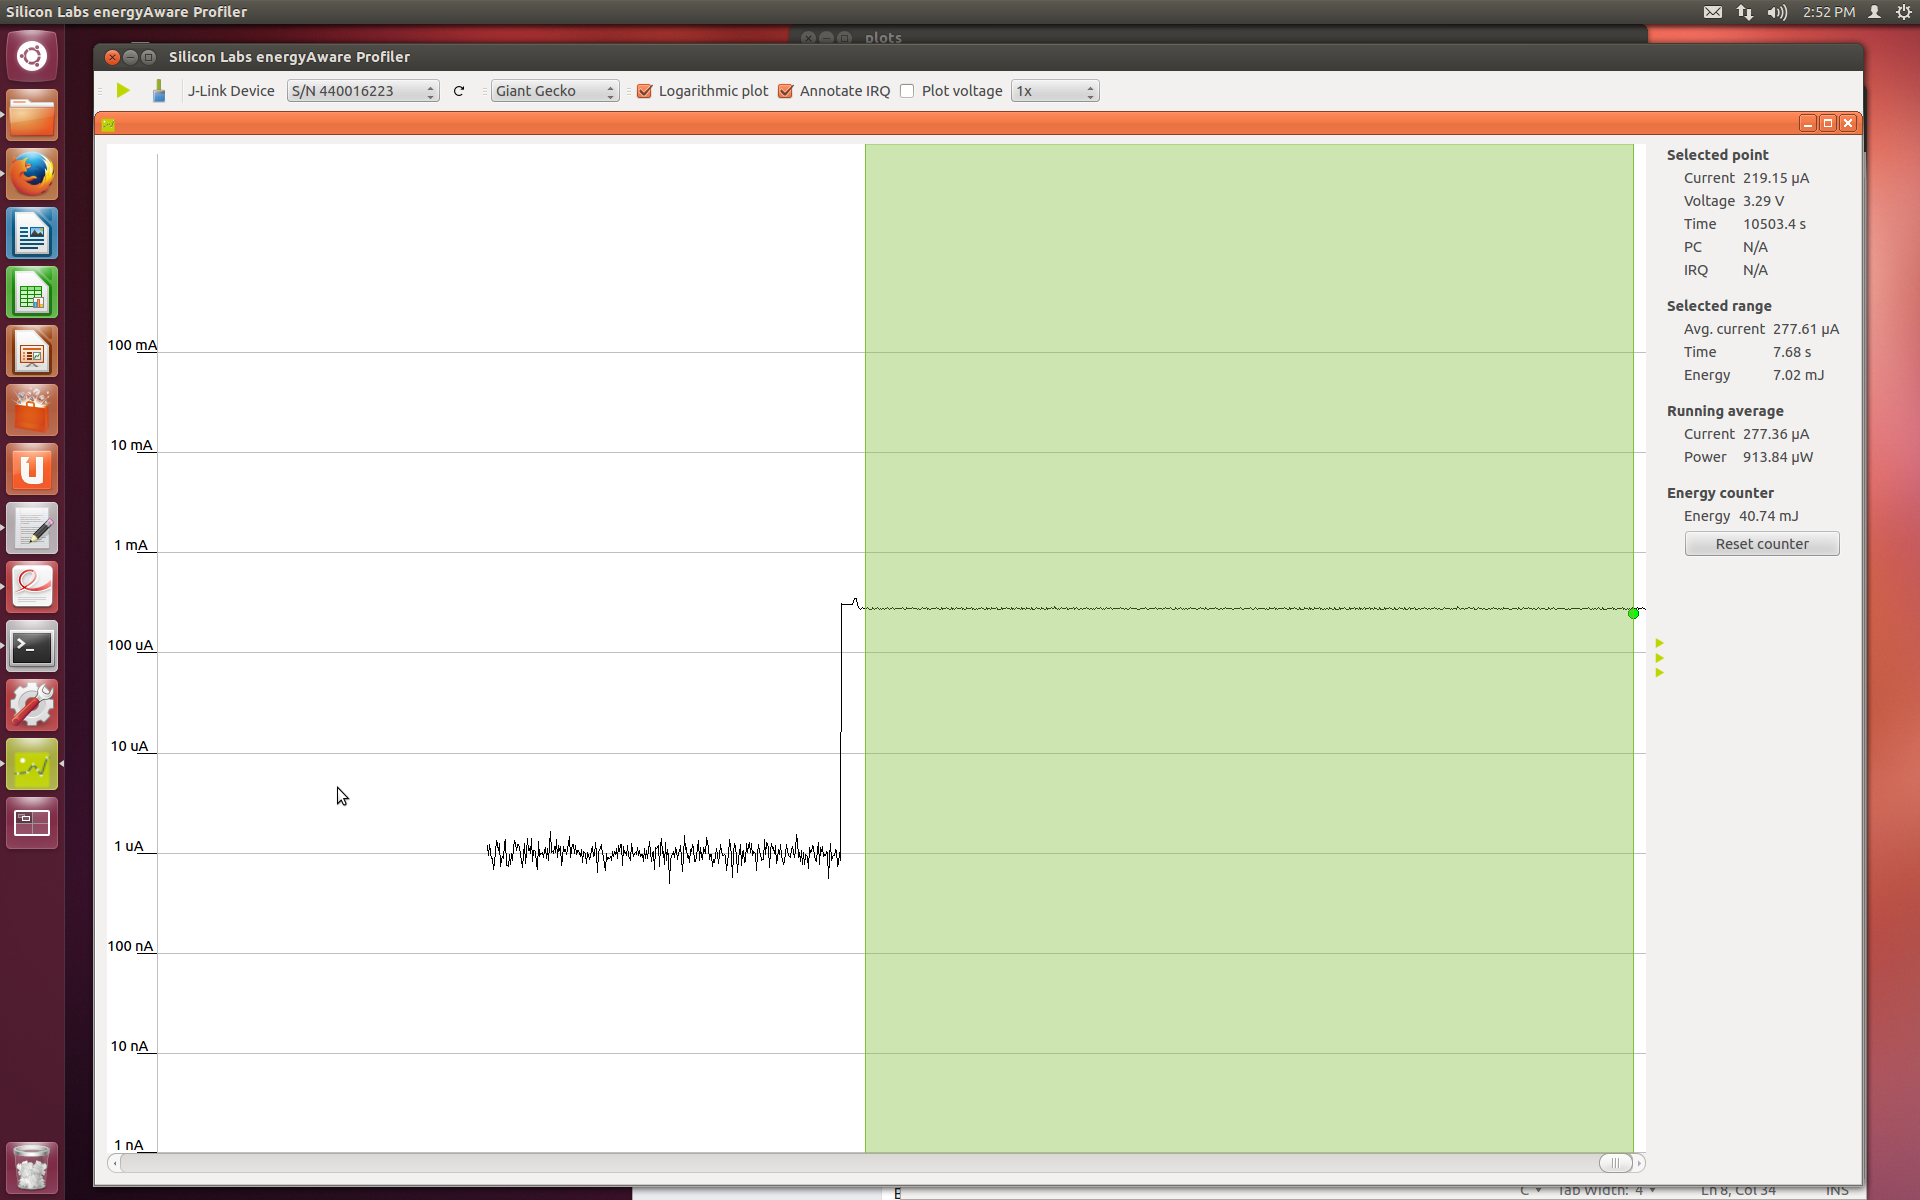 Silicon Labs energyAware Profiler
2:52 PM
plots
Silicon Labs energyAware Profiler
J-Link Device S/N 440016223 Giant Gecko Logarithmic plot Annotate IRQ Plot voltage 1x
100 mA
10 mA
1 mA
100 uA
10 uA
1 uA
100 nA
10 nA
1 nA
Selected point
Current 219.15 µA
Voltage 3.29 V
Time 10503.4 s
PC N/A
IRQ N/A
Selected range
Avg. current 277.61 µA
Time 7.68 s
Energy 7.02 mJ
Running average
Current 277.36 µA
Power 913.84 µW
Energy counter
Energy 40.74 mJ
Reset counter
C Tab Width: 4 Ln 8, Col 34 INS